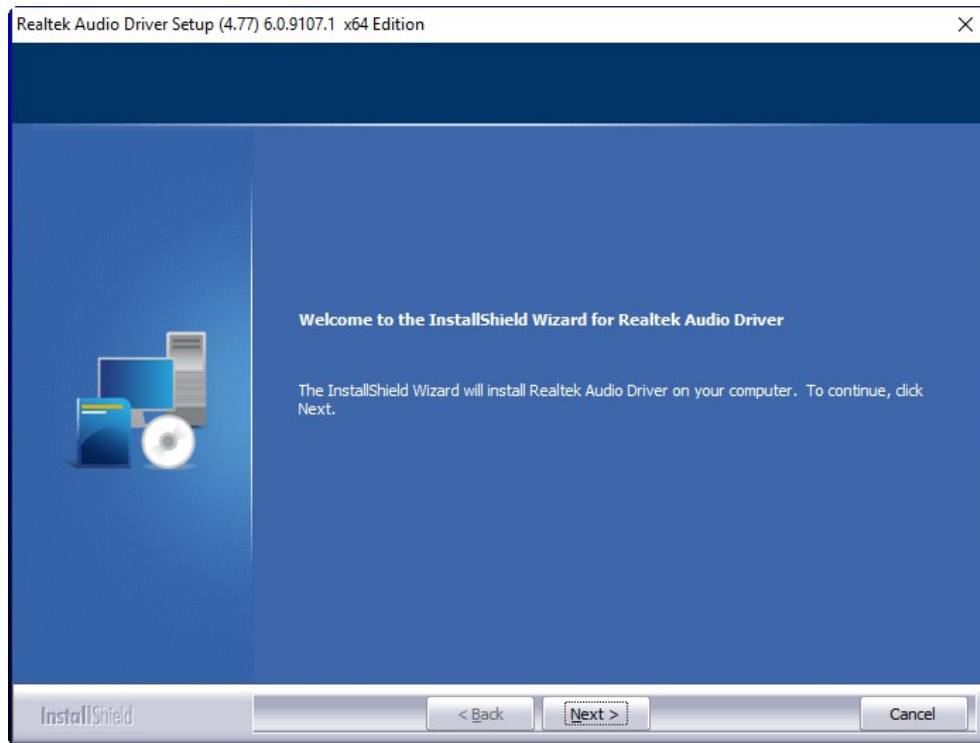 Realtek Audio Driver Setup (4.77) 6.0.9107.1 x64 Edition
Welcome to the InstallShield Wizard for Realtek Audio Driver
The InstallShield Wizard will install Realtek Audio Driver on your computer. To continue, click
Next.
InstallShield
< Back
Next >
Cancel